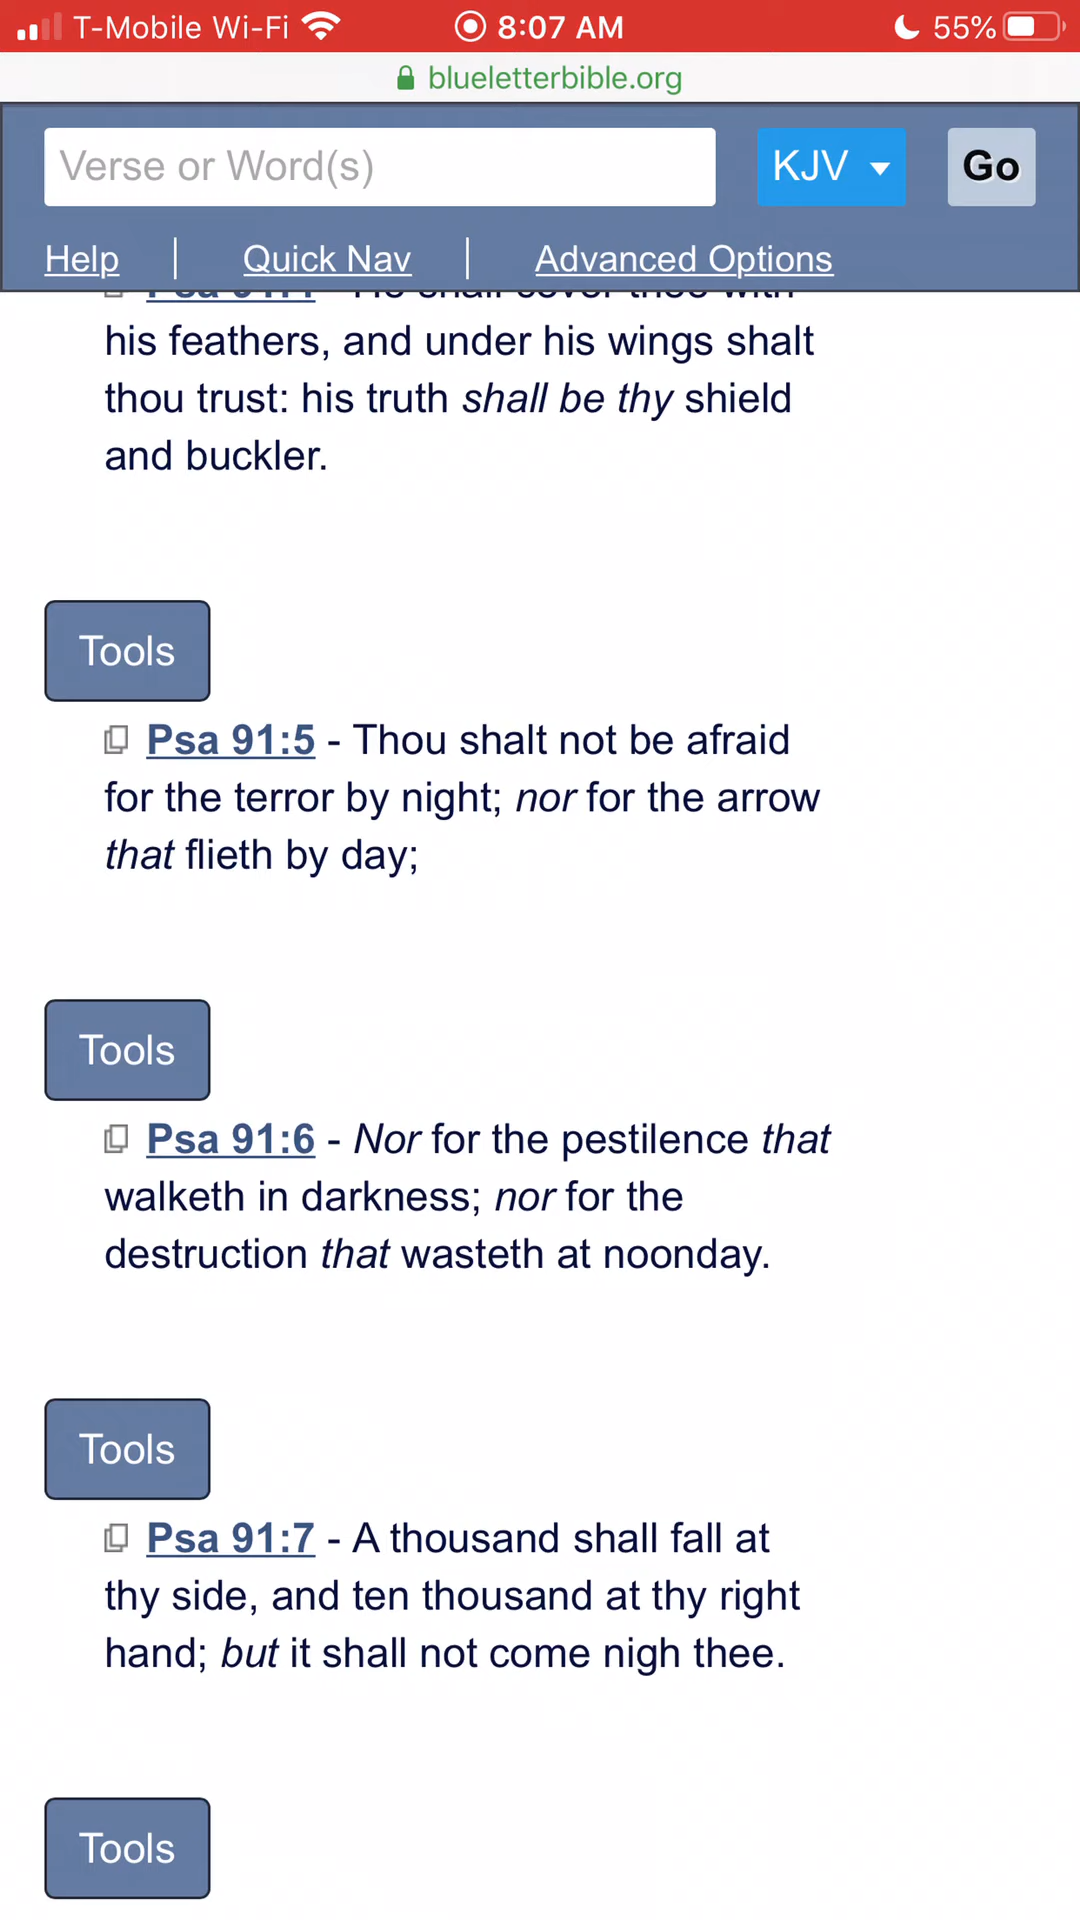 T-Mobile Wi-Fi 8:07 AM 55%
blueletterbible.org
Verse or Word(s) KJV Go
Help | Quick Nav | Advanced Options
his feathers, and under his wings shalt
thou trust: his truth shall be thy shield
and buckler.
Tools
Psa 91:5 - Thou shalt not be afraid
for the terror by night; nor for the arrow
that flieth by day;
Tools
Psa 91:6 - Nor for the pestilence that
walketh in darkness; nor for the
destruction that wasteth at noonday.
Tools
Psa 91:7 - A thousand shall fall at
thy side, and ten thousand at thy right
hand; but it shall not come nigh thee.
Tools